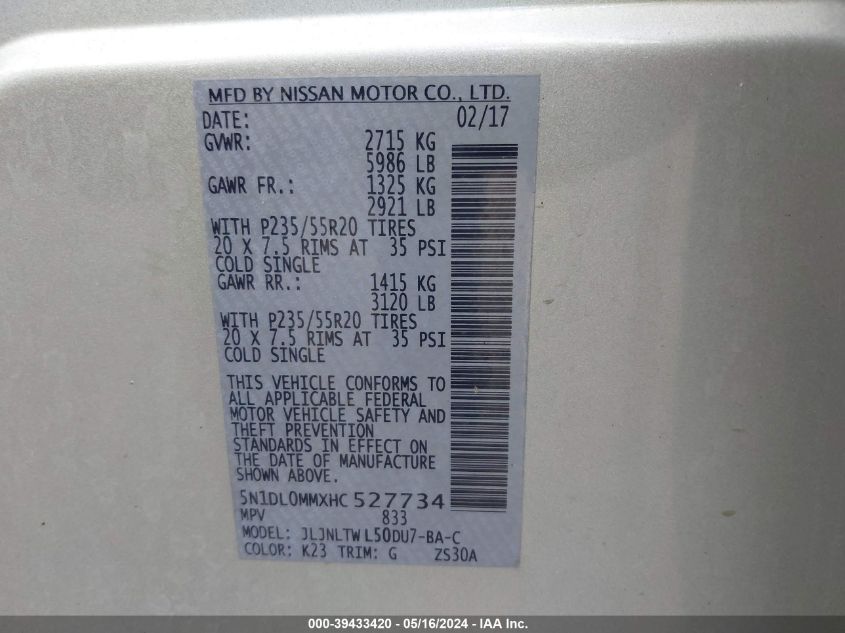 MFD BY NISSAN MOTOR CO., LTD.
DATE: 02/17
GVWR: 2715 KG
5986 LB
GAWR FR.: 1325 KG
2921 LB
WITH P235/55R20 TIRES
20 X 7.5 RIMS AT 35 PSI
COLD SINGLE
GAWR RR.: 1415 KG
3120 LB
WITH P235/55R20 TIRES
20 X 7.5 RIMS AT 35 PSI
COLD SINGLE
THIS VEHICLE CONFORMS TO
ALL APPLICABLE FEDERAL
MOTOR VEHICLE SAFETY AND
THEFT PREVENTION
STANDARDS IN EFFECT ON
THE DATE OF MANUFACTURE
SHOWN ABOVE.
5N1DL0MMXHC527734
MPV 833
MODEL: JLJNLTWL50DU7-BA-C
COLOR: K23 TRIM: G ZS30A
000-39433420 - 05/16/2024 - IAA Inc.